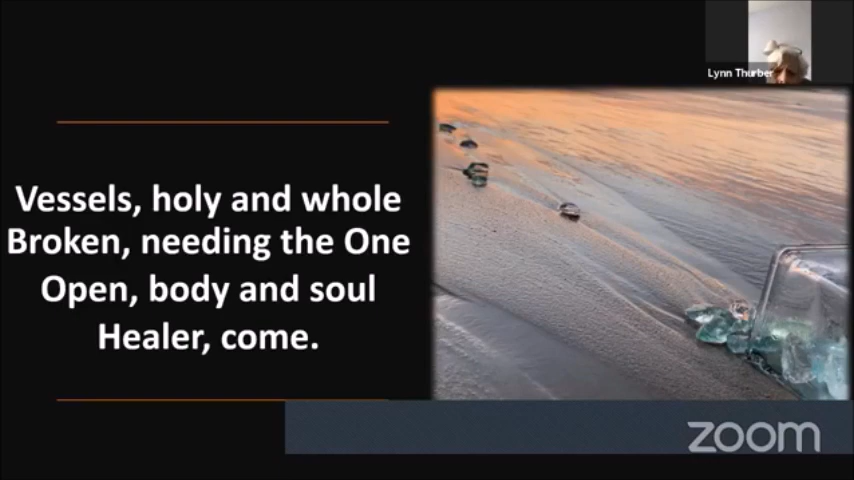 Lynn Thurber
Vessels, holy and whole
Broken, needing the One
Open, body and soul
Healer, come.
zoom